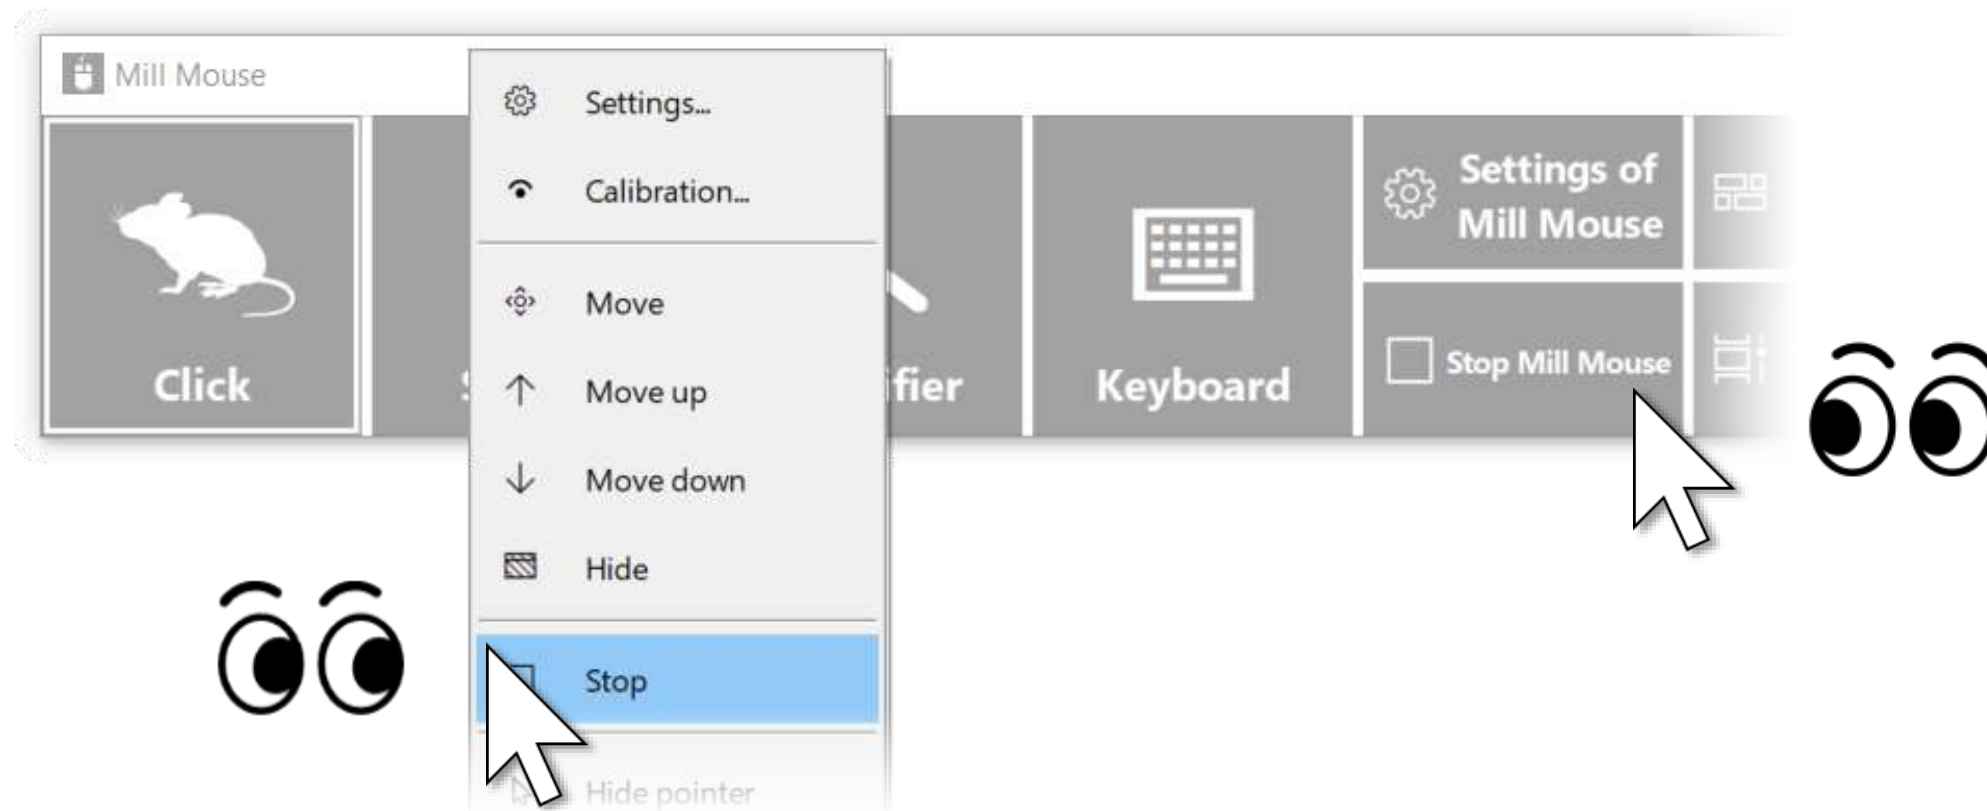 Mill Mouse
Settings...
Calibration...
Move
Move up
Move down
Hide
Stop
Hide pointer
Click
Keyboard
Settings of
Mill Mouse
Stop Mill Mouse